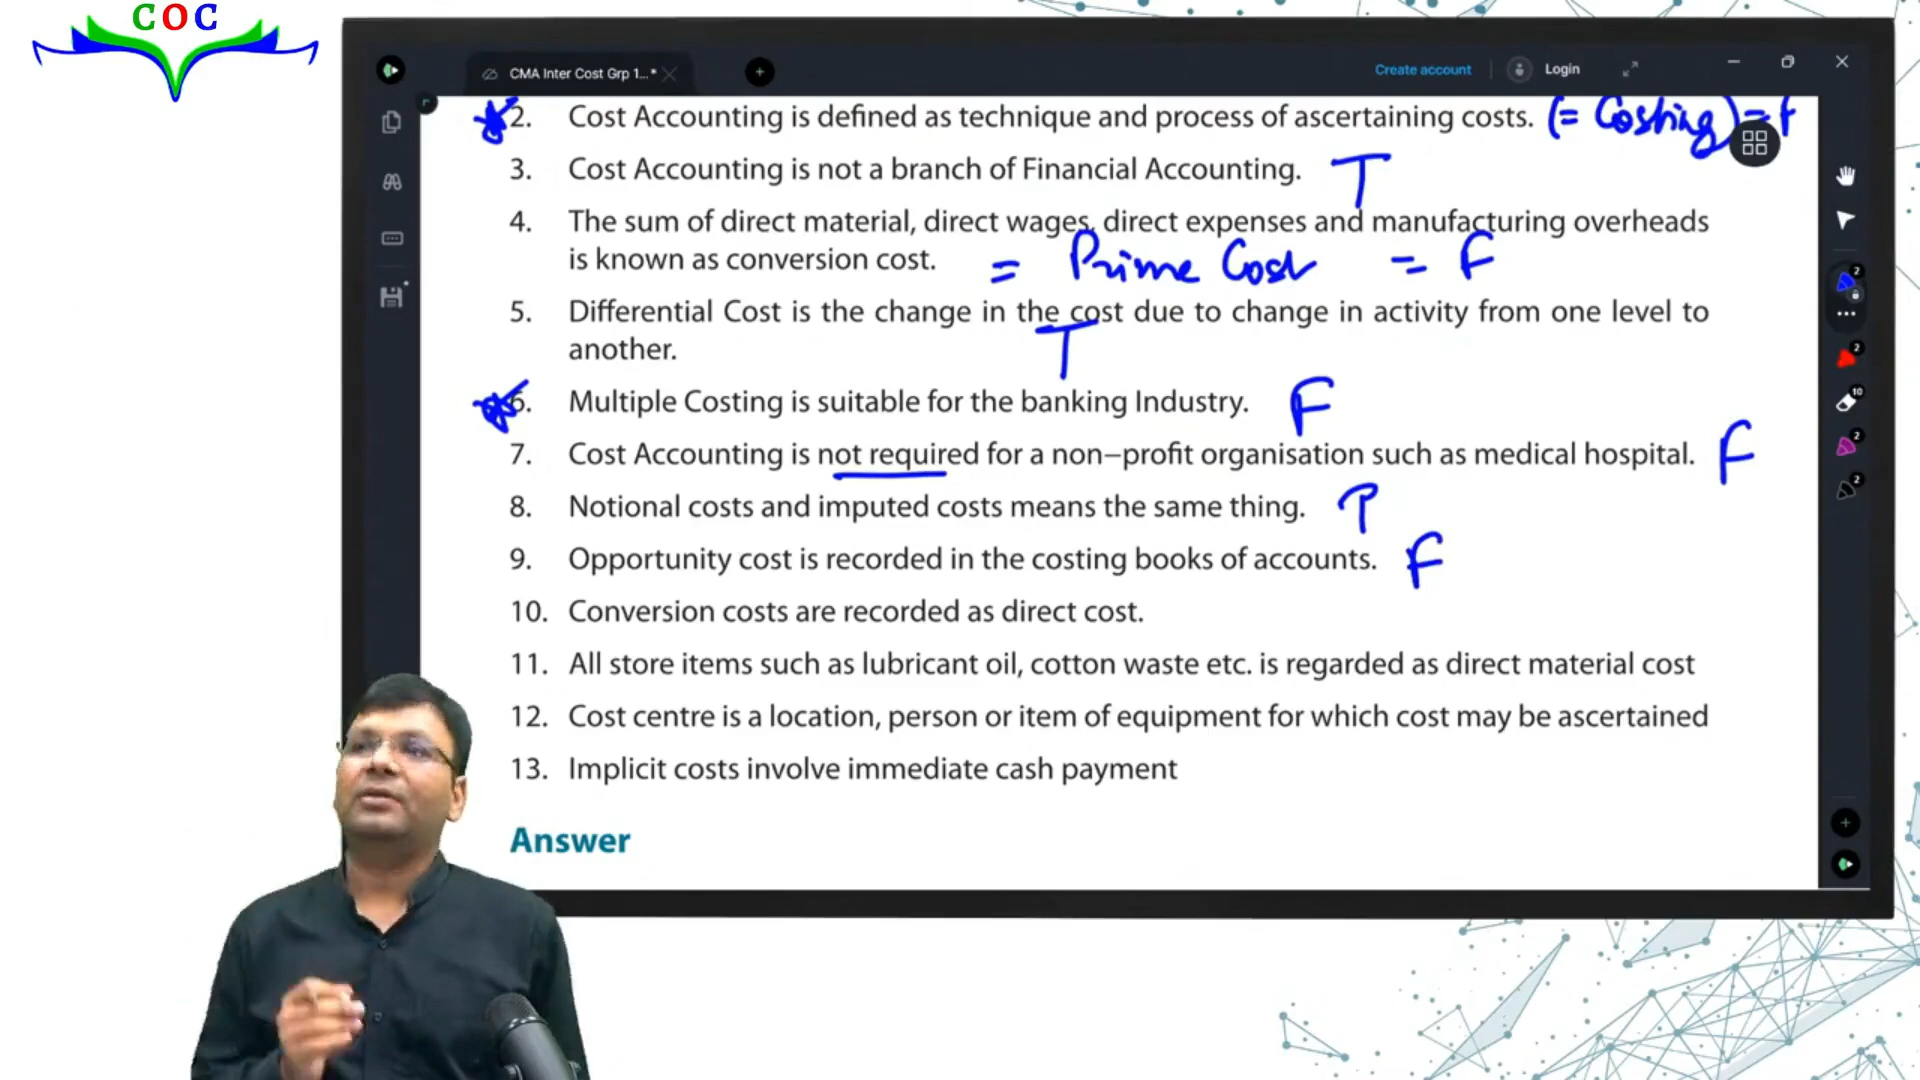 COC
CMA Inter Cost Grp 1...*
Create account
Login
2. Cost Accounting is defined as technique and process of ascertaining costs. (= Costing) = F
3. Cost Accounting is not a branch of Financial Accounting. T
4. The sum of direct material, direct wages, direct expenses and manufacturing overheads
is known as conversion cost. = Prime Cost = F
5. Differential Cost is the change in the cost due to change in activity from one level to
another. T
6. Multiple Costing is suitable for the banking Industry. F
7. Cost Accounting is not required for a non–profit organisation such as medical hospital. F
8. Notional costs and imputed costs means the same thing. T
9. Opportunity cost is recorded in the costing books of accounts. F
10. Conversion costs are recorded as direct cost.
11. All store items such as lubricant oil, cotton waste etc. is regarded as direct material cost
12. Cost centre is a location, person or item of equipment for which cost may be ascertained
13. Implicit costs involve immediate cash payment
Answer
2
2
10
2
2